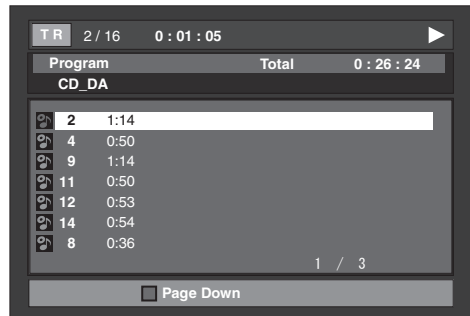 TR 2 / 16 0 : 01 : 05
Program Total 0 : 26 : 24
CD_DA
2 1:14
4 0:50
9 1:14
11 0:50
12 0:53
14 0:54
8 0:36
1 / 3
Page Down